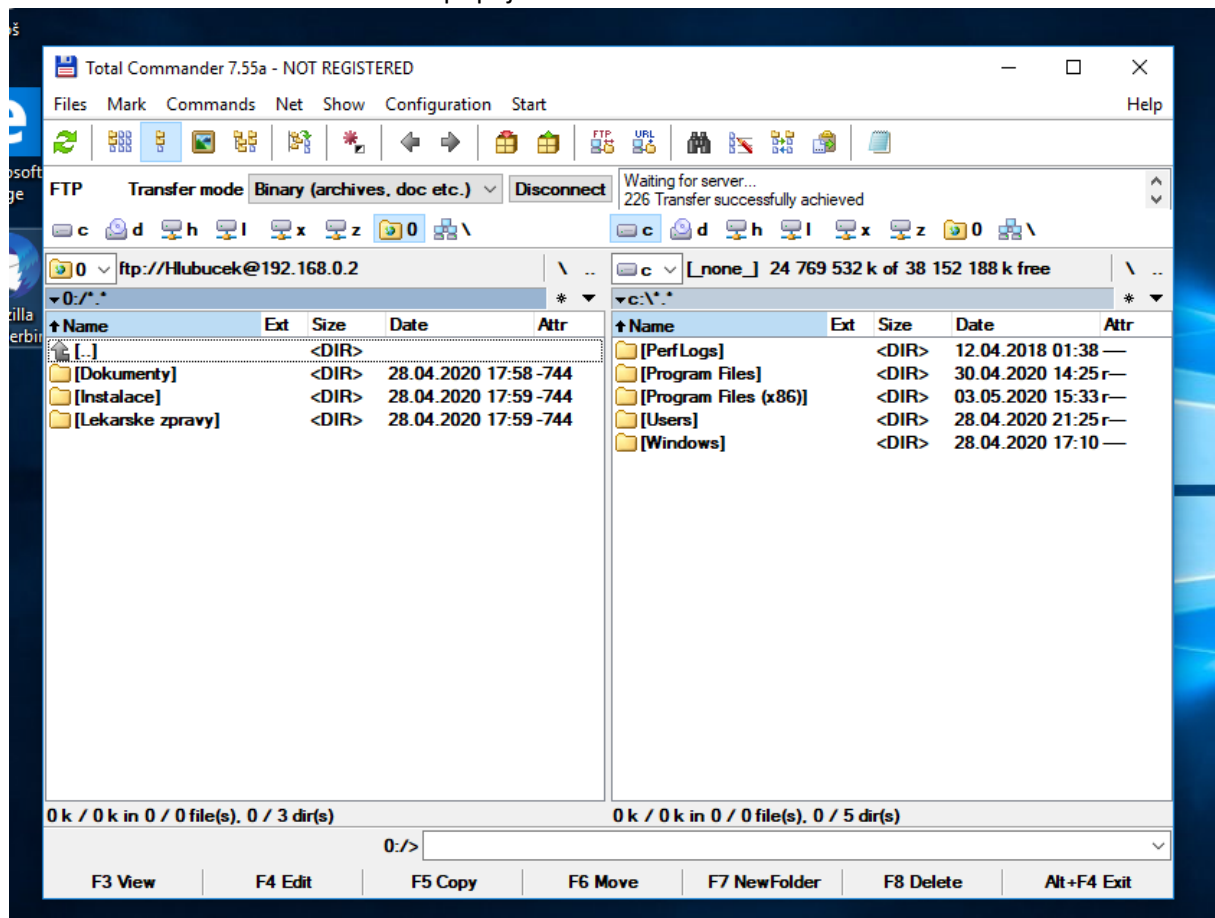 Total Commander 7.55a - NOT REGISTERED
Files Mark Commands Net Show Configuration Start Help
FTP URL
FTP Transfer mode Binary (archives, doc etc.) Disconnect
Waiting for server...
226 Transfer successfully achieved
c d h l x z 0 \
c d h l x z 0 \
0 ftp://Hlubucek@192.168.0.2 \ ..
c [_none_] 24 769 532 k of 38 152 188 k free \ ..
0:/*.* *
c:\*.* *
Name Ext Size Date Attr
[..] <DIR>
[Dokumenty] <DIR> 28.04.2020 17:58 -744
[Instalace] <DIR> 28.04.2020 17:59 -744
[Lekarske zpravy] <DIR> 28.04.2020 17:59 -744
0 k / 0 k in 0 / 0 file(s), 0 / 3 dir(s)
Name Ext Size Date Attr
[PerfLogs] <DIR> 12.04.2018 01:38 ----
[Program Files] <DIR> 30.04.2020 14:25 r---
[Program Files (x86)] <DIR> 03.05.2020 15:33 r---
[Users] <DIR> 28.04.2020 21:25 r---
[Windows] <DIR> 28.04.2020 17:10 ----
0 k / 0 k in 0 / 0 file(s), 0 / 5 dir(s)
0:/>
F3 View F4 Edit F5 Copy F6 Move F7 NewFolder F8 Delete Alt+F4 Exit